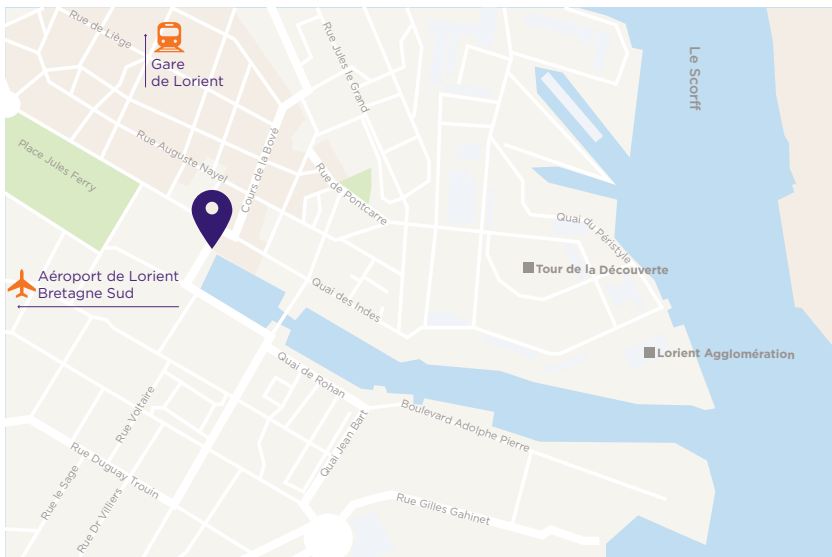 Rue de Liège
Gare
de Lorient
Rue Jules le Grand
Le Scorff
Place Jules Ferry
Rue Auguste Nayel
Cours de la Bove
Rue de Pontcarre
Quai du Péristyle
Tour de la Découverte
Aéroport de Lorient
Bretagne Sud
Quai des Indes
Lorient Agglomération
Quai de Rohan
Rue Voltaire
Quai Jean Bart
Boulevard Adolphe Pierre
Rue Duguay Trouin
Rue le Sage
Rue Dr Villiers
Rue Gilles Gahinet